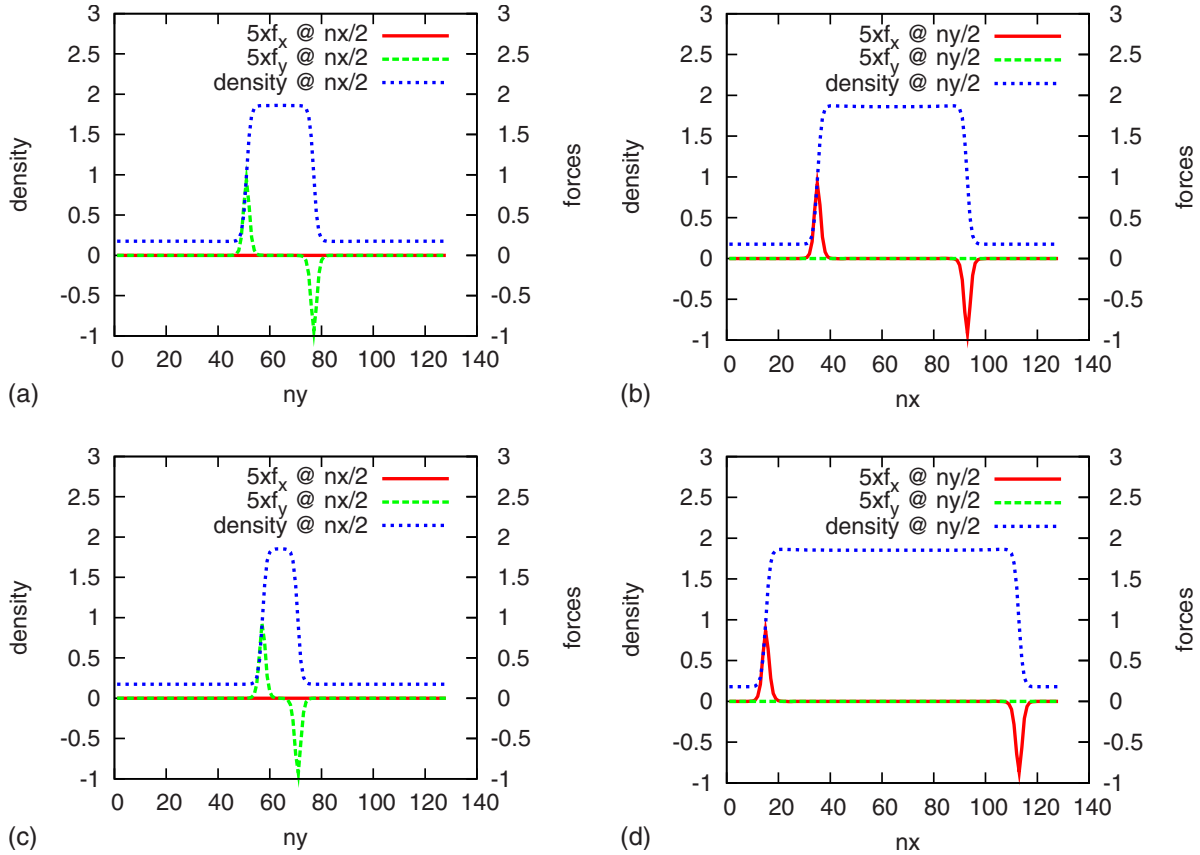 5xf_x @ nx/2
5xf_y @ nx/2
density @ nx/2
3
2.5
2
1.5
1
0.5
0
-0.5
-1
density
3
2.5
2
1.5
1
0.5
0
-0.5
-1
forces
0 20 40 60 80 100 120 140
ny
(a)
5xf_x @ ny/2
5xf_y @ ny/2
density @ ny/2
3
2.5
2
1.5
1
0.5
0
-0.5
-1
density
3
2.5
2
1.5
1
0.5
0
-0.5
-1
forces
0 20 40 60 80 100 120 140
nx
(b)
5xf_x @ nx/2
5xf_y @ nx/2
density @ nx/2
3
2.5
2
1.5
1
0.5
0
-0.5
-1
density
3
2.5
2
1.5
1
0.5
0
-0.5
-1
forces
0 20 40 60 80 100 120 140
ny
(c)
5xf_x @ ny/2
5xf_y @ ny/2
density @ ny/2
3
2.5
2
1.5
1
0.5
0
-0.5
-1
density
3
2.5
2
1.5
1
0.5
0
-0.5
-1
forces
0 20 40 60 80 100 120 140
nx
(d)